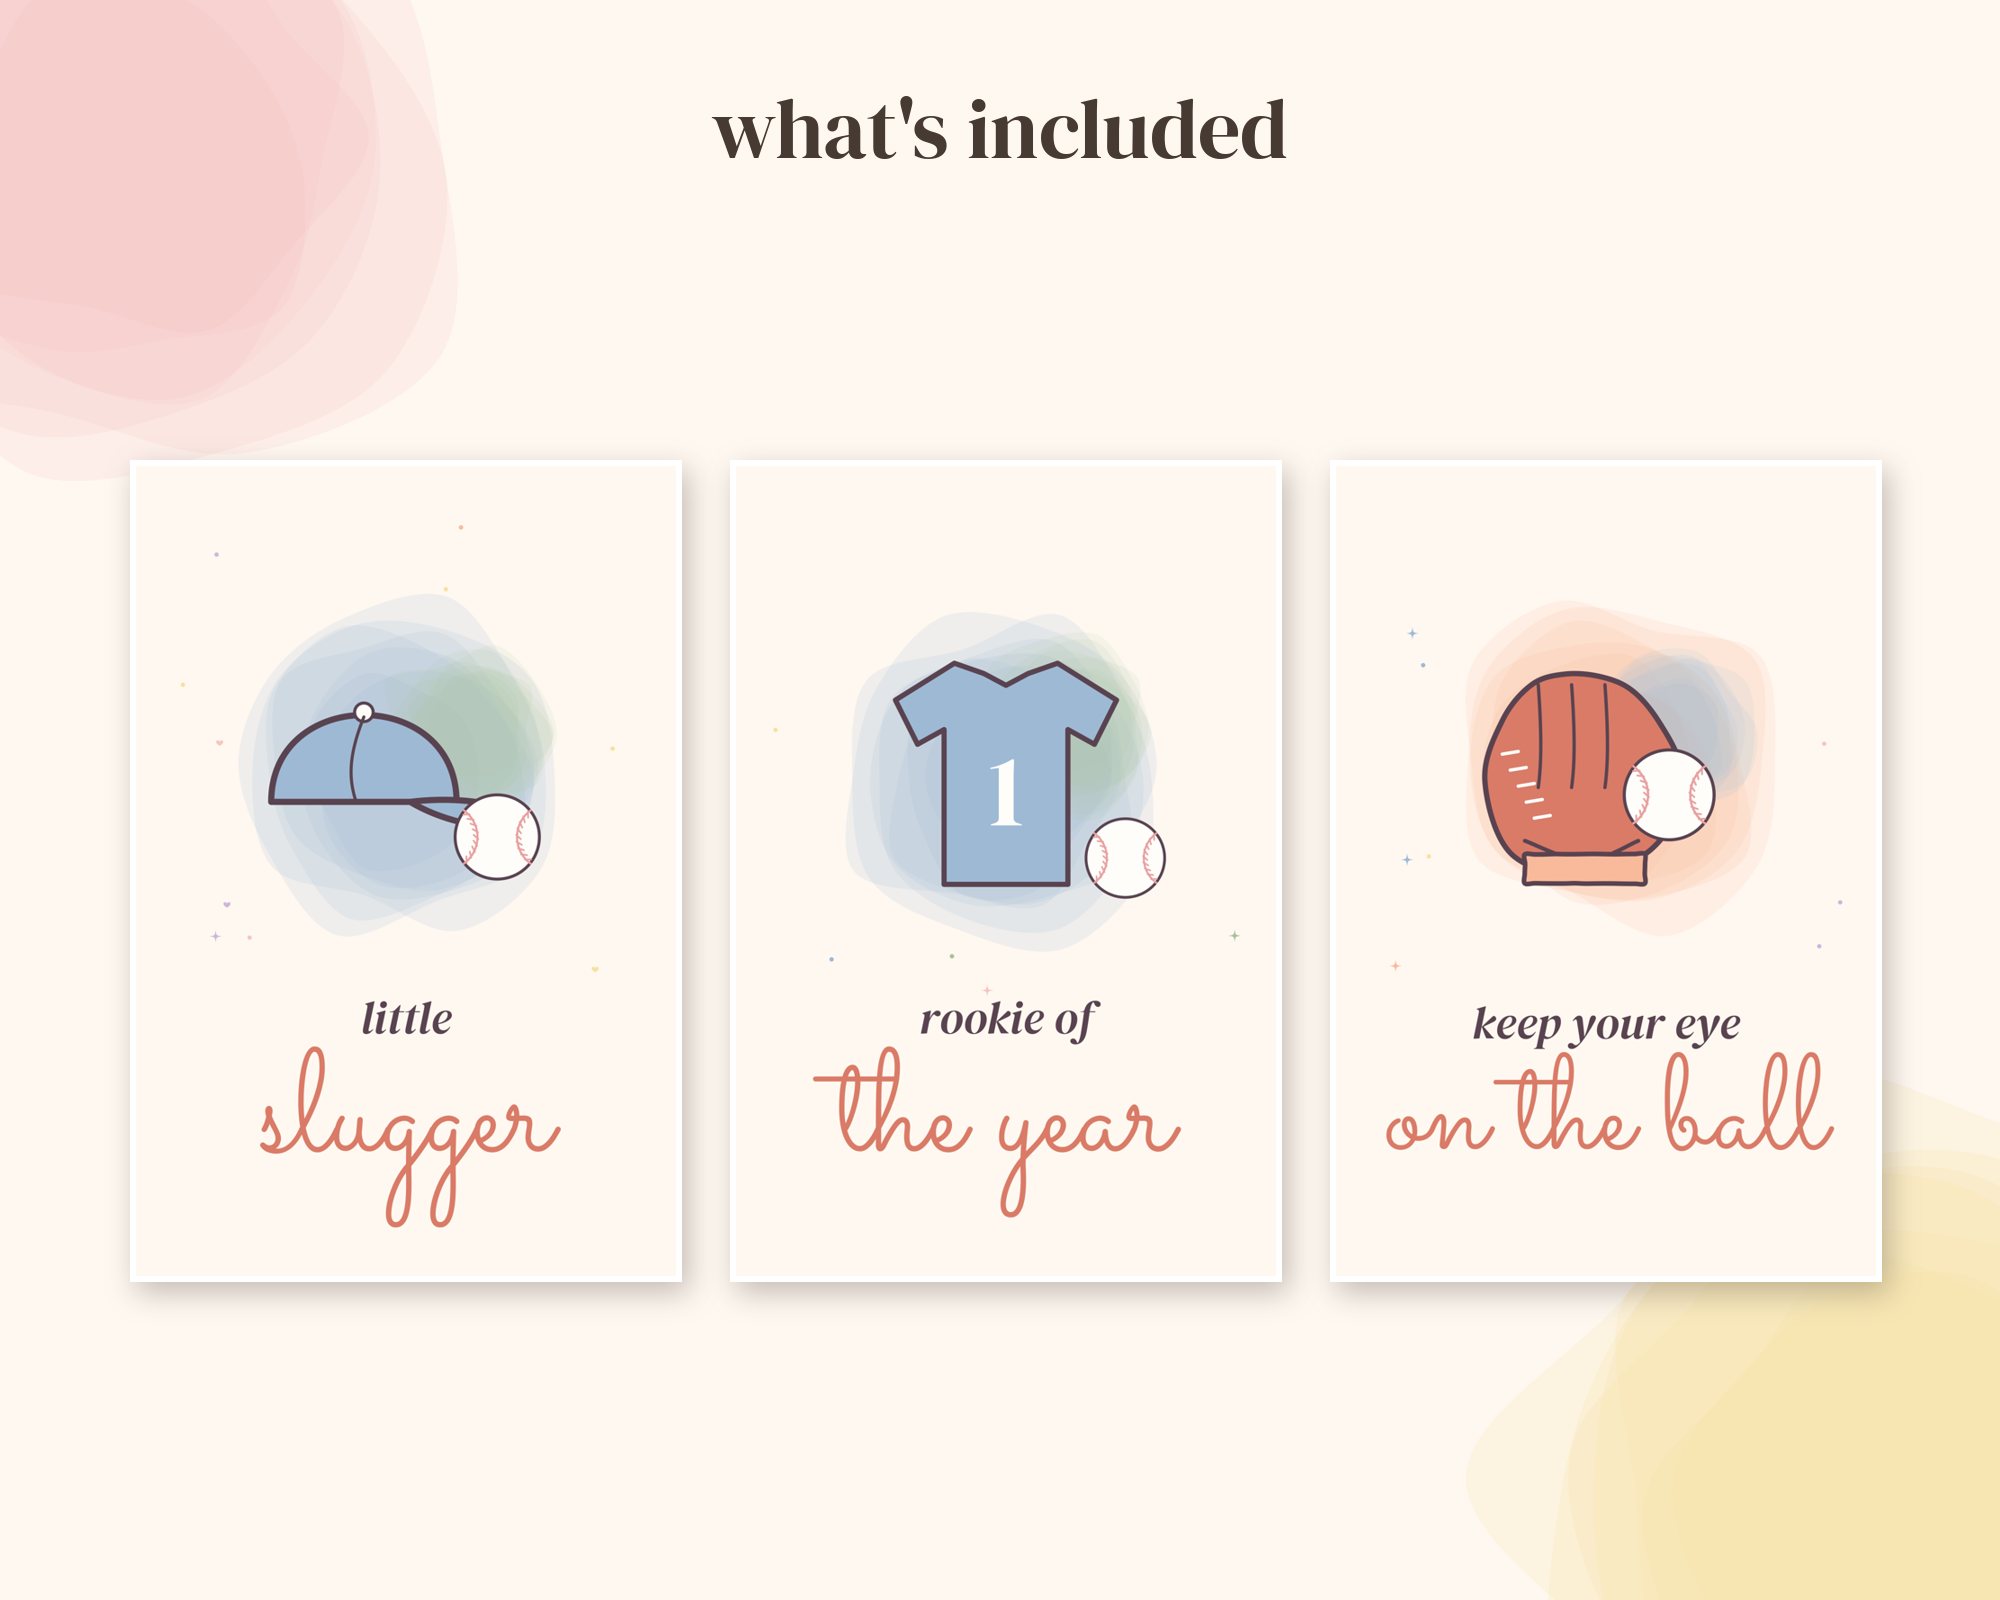 what's included
little
slugger
1
rookie of
the year
keep your eye
on the ball